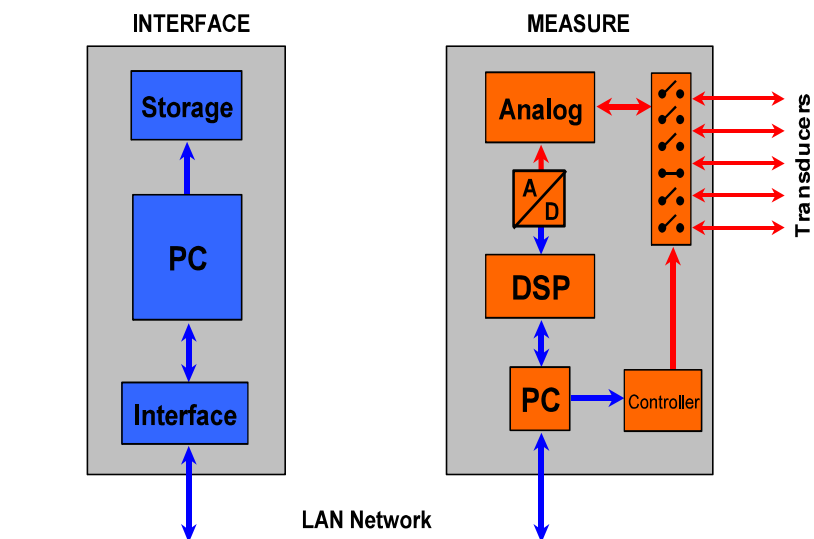 INTERFACE
Storage
PC
Interface
MEASURE
Analog
A
D
DSP
PC
Controller
Transducers
LAN Network